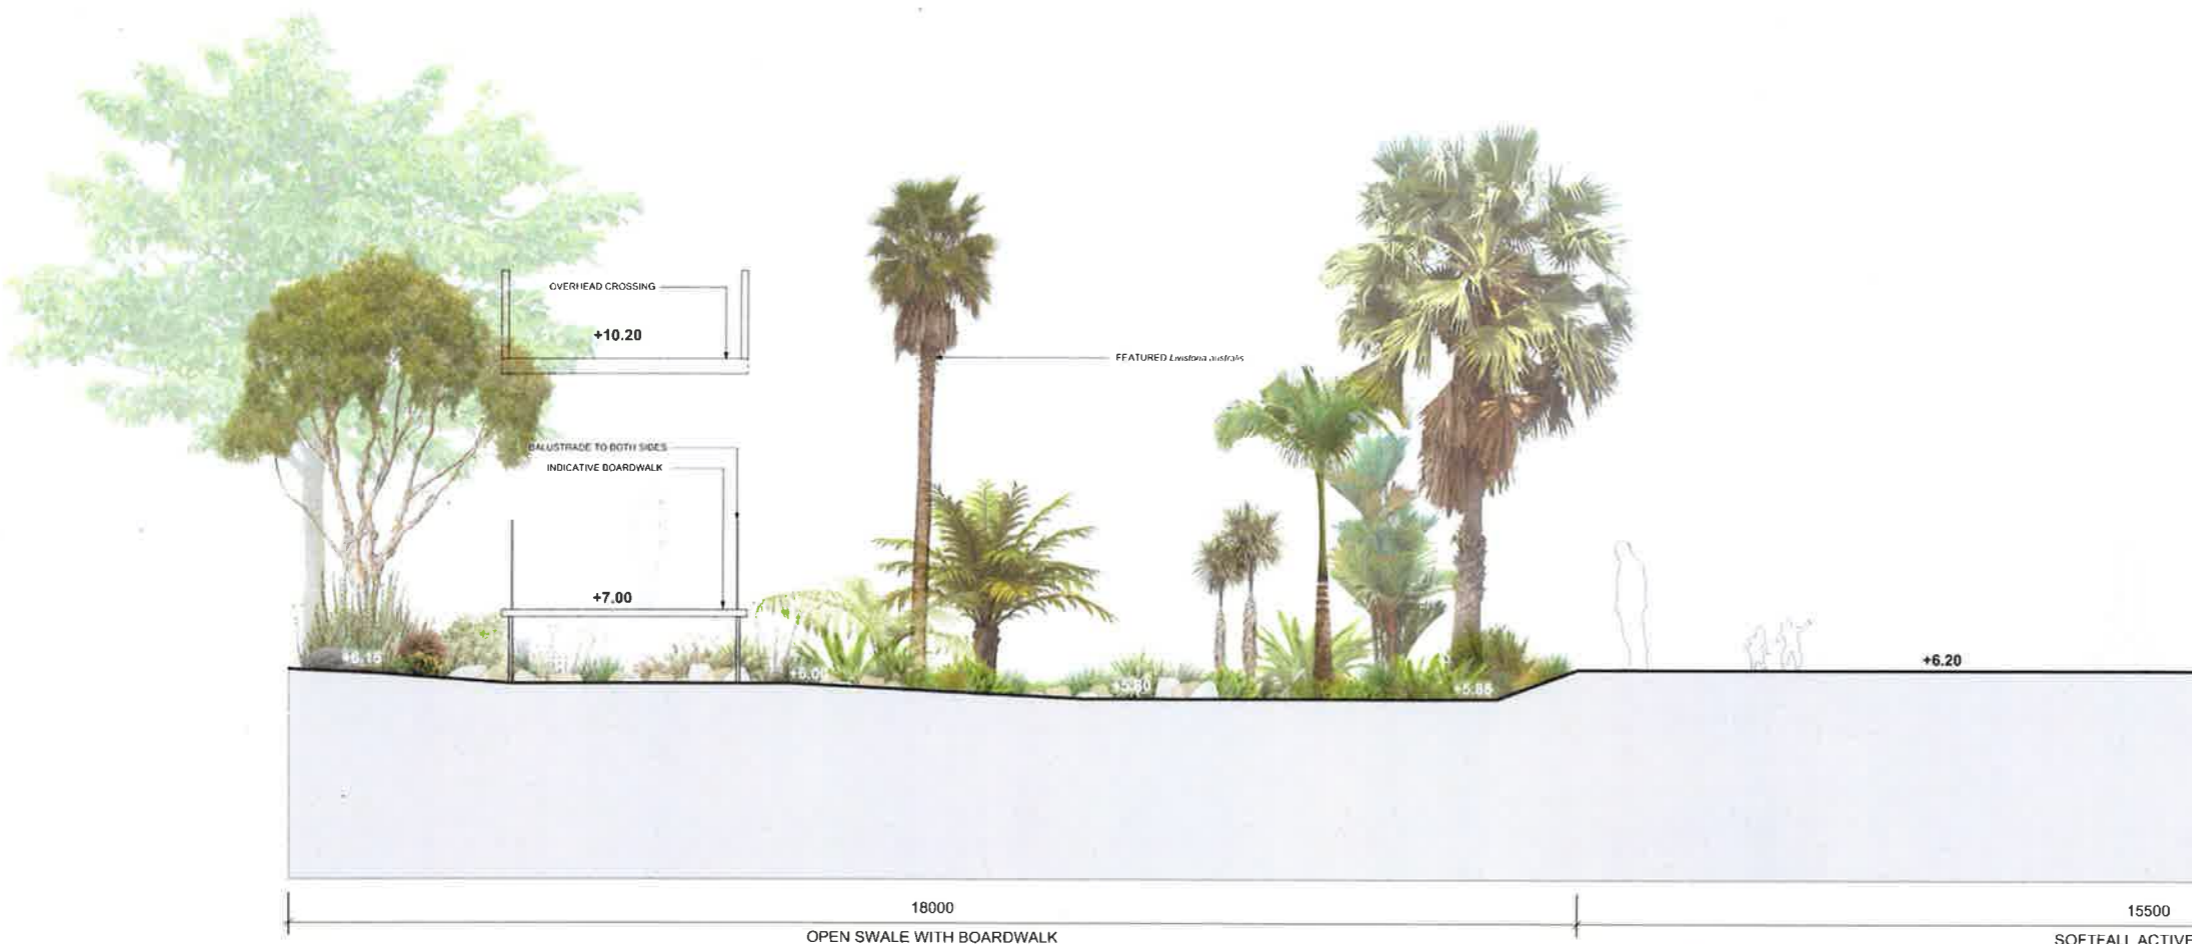 OVERHEAD CROSSING
+10.20
FEATURED Livistona australis
BALUSTRADE TO BOTH SIDES
INDICATIVE BOARDWALK
+7.00
+6.15
+6.00
+5.80
+5.85
+6.20
18000
15500
OPEN SWALE WITH BOARDWALK
SOFTFALL ACTIVE